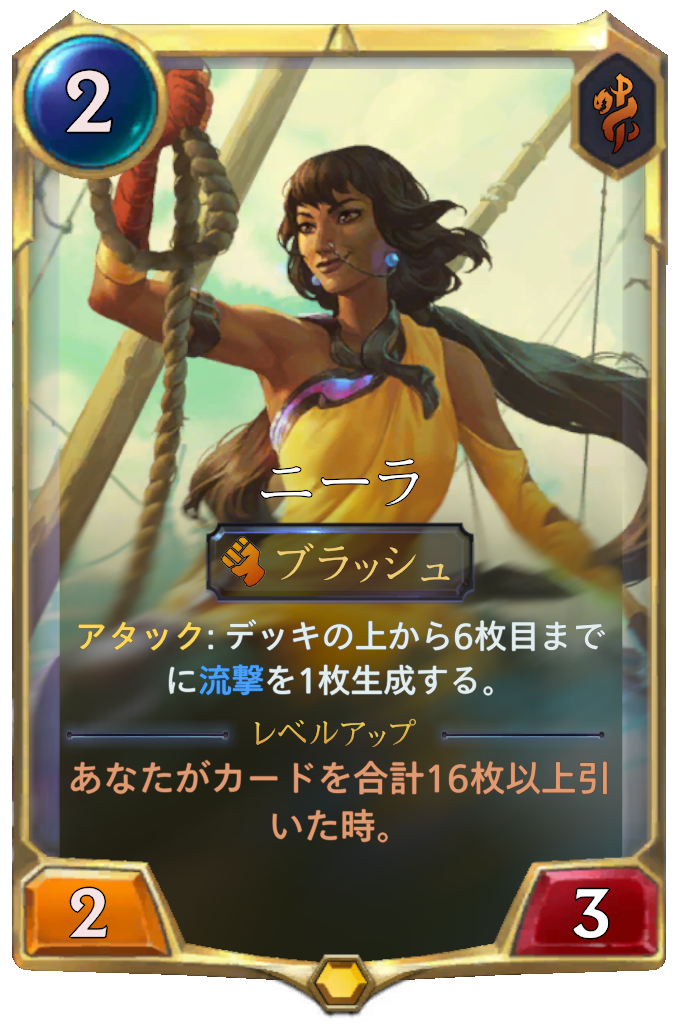 2
ニーラ
ブラッシュ
アタック: デッキの上から6枚目まで
に流撃を1枚生成する。
レベルアップ
あなたがカードを合計16枚以上引
いた時。
2
3